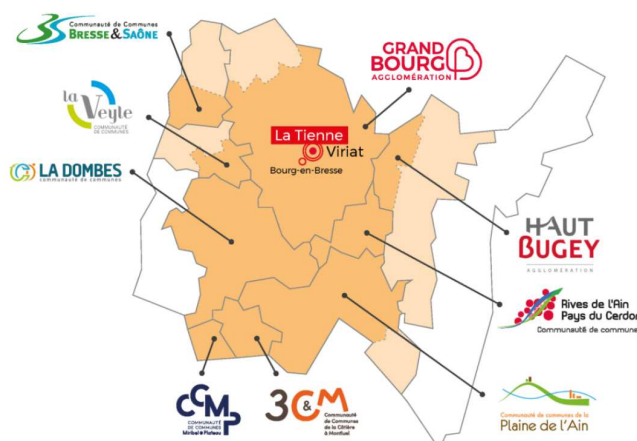 Communauté de Communes
BRESSE & SAÔNE
la
Veyle
COMMUNAUTÉ
DE COMMUNES
LA DOMBES
communauté de communes
GRAND
BOURG
AGGLOMÉRATION
La Tienne
Viriat
Bourg-en-Bresse
HAUT
BUGEY
AGGLOMÉRATION
Rives de l'Ain
Pays du Cerdon
Communauté de commune
CCMP
COMMUNAUTÉ
DE COMMUNES
Miribel & Plateau
3C&M
Communauté
de Communes
de la Côtière
à Montluel
Communauté de communes de la
Plaine de l'Ain